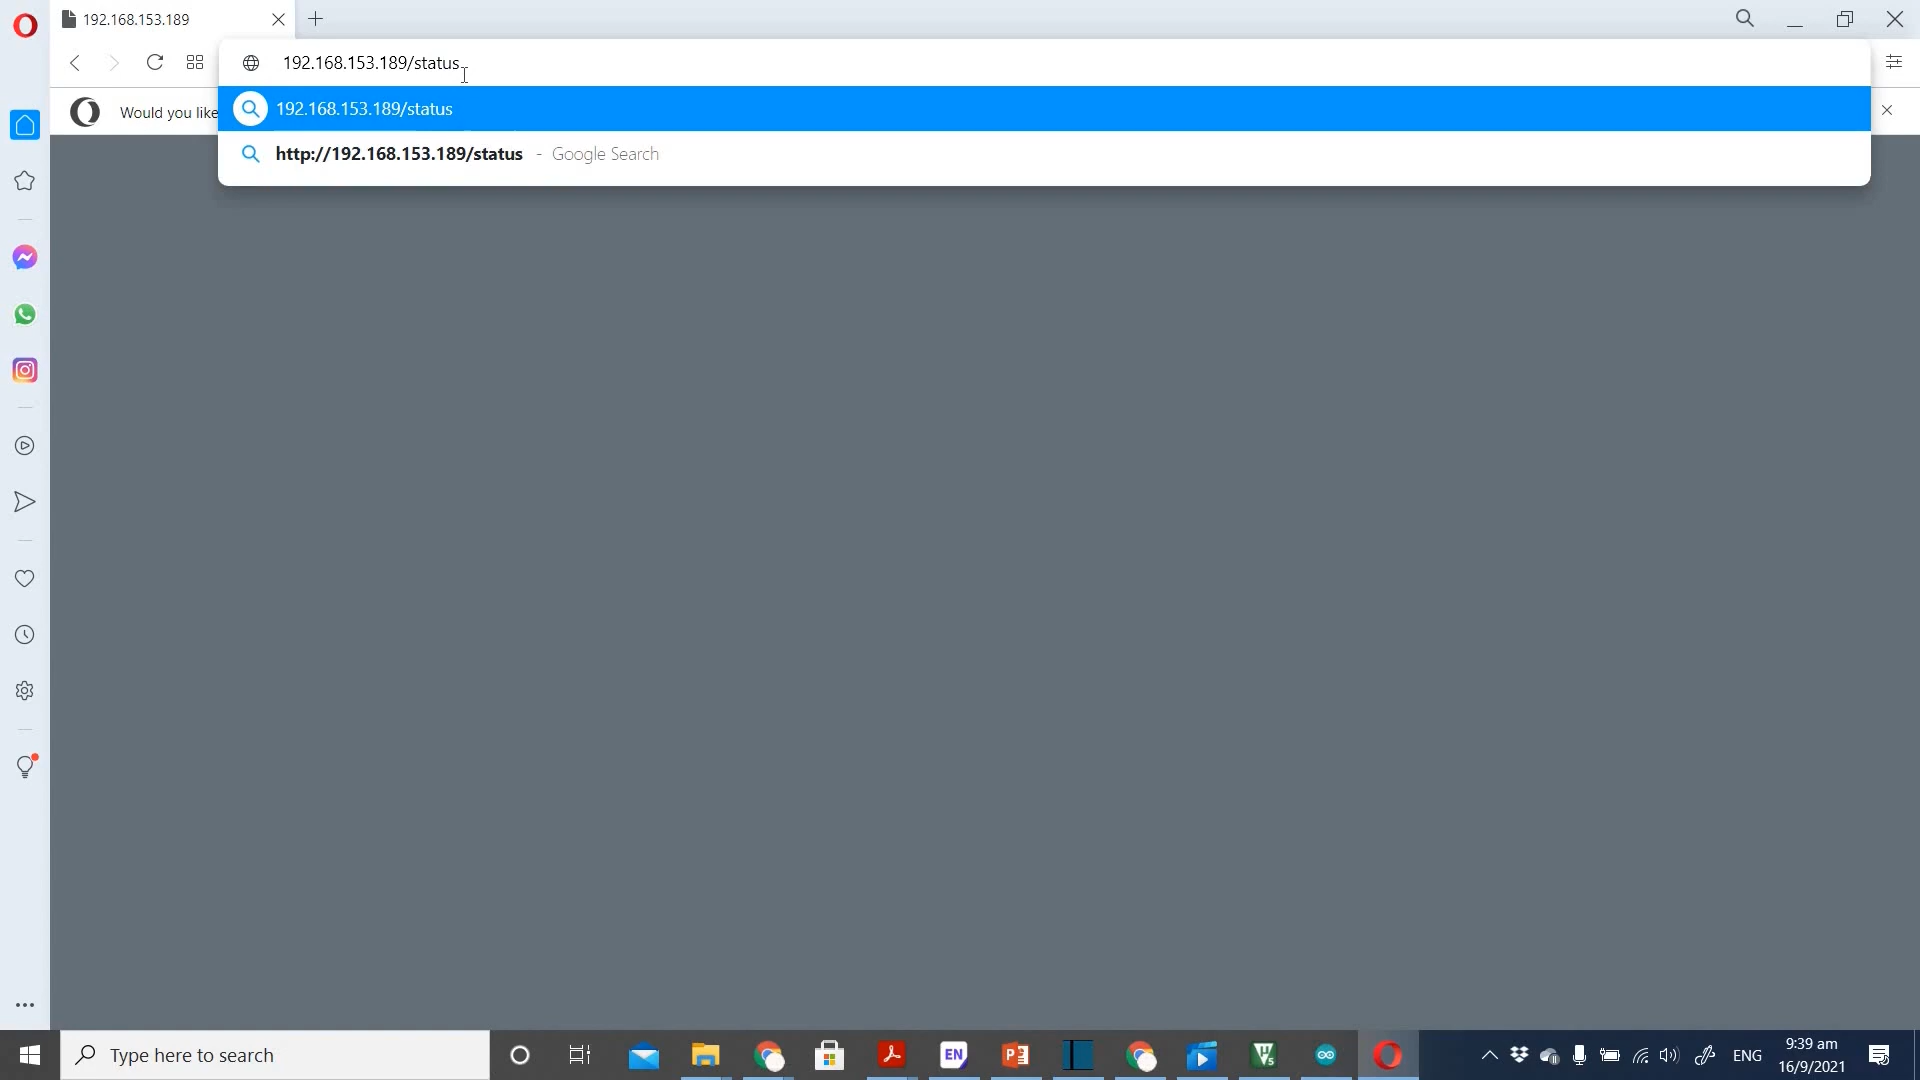 192.168.153.189
192.168.153.189/status
Would you like
192.168.153.189/status
http://192.168.153.189/status - Google Search
Type here to search
EN
ENG
9:39 am
16/9/2021